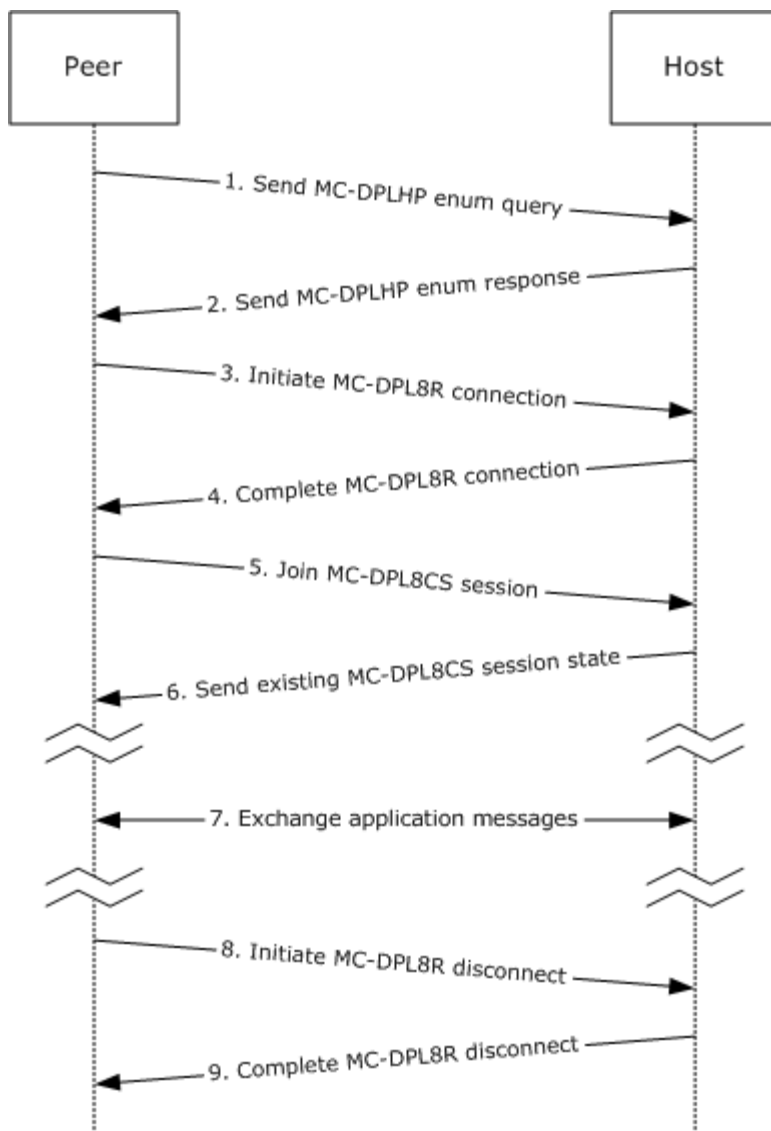 Peer
Host
1. Send MC-DPLHP enum query
2. Send MC-DPLHP enum response
3. Initiate MC-DPL8R connection
4. Complete MC-DPL8R connection
5. Join MC-DPL8CS session
6. Send existing MC-DPL8CS session state
7. Exchange application messages
8. Initiate MC-DPL8R disconnect
9. Complete MC-DPL8R disconnect